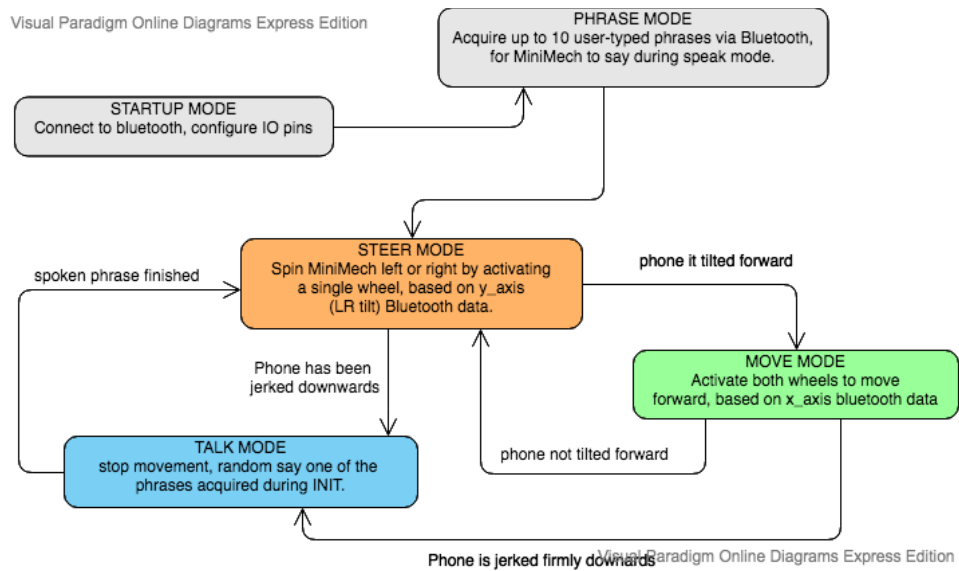 Visual Paradigm Online Diagrams Express Edition
PHRASE MODE
Acquire up to 10 user-typed phrases via Bluetooth,
for MiniMech to say during speak mode.
STARTUP MODE
Connect to bluetooth, configure IO pins
STEER MODE
Spin MiniMech left or right by activating
a single wheel, based on y_axis
(LR tilt) Bluetooth data.
phone it tilted forward
spoken phrase finished
Phone has been
jerked downwards
MOVE MODE
Activate both wheels to move
forward, based on x_axis bluetooth data
TALK MODE
stop movement, random say one of the
phrases acquired during INIT.
phone not tilted forward
Phone is jerked firmly downards
Visual Paradigm Online Diagrams Express Edition